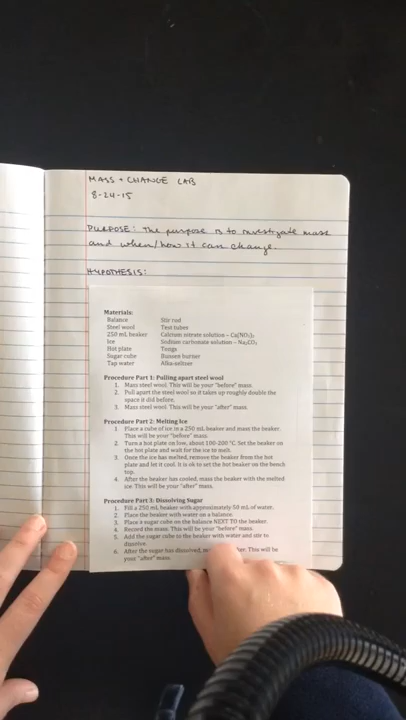 MASS + CHANGE LAB
8-24-15
PURPOSE: The purpose is to investigate mass
and when/how it can change.
HYPOTHESIS:
Materials:
Balance Stir rod
Steel wool Test tubes
250 mL beaker Calcium nitrate solution – Ca(NO₃)₂
Ice Sodium carbonate solution – Na₂CO₃
Hot plate Tongs
Sugar cube Bunsen burner
Tap water Alka-seltzer
Procedure Part 1: Pulling apart steel wool
1. Mass steel wool. This will be your "before" mass.
2. Pull apart the steel wool so it takes up roughly double the
space it did before.
3. Mass steel wool. This will be your "after" mass.
Procedure Part 2: Melting Ice
1. Place a cube of ice in a 250 mL beaker and mass the beaker.
This will be your "before" mass.
2. Turn a hot plate on low, about 100-200 °C. Set the beaker on
the hot plate and wait for the ice to melt.
3. Once the ice has melted, remove the beaker from the hot
plate and let it cool. It is ok to set the hot beaker on the bench
top.
4. After the beaker has cooled, mass the beaker with the melted
ice. This will be your "after" mass.
Procedure Part 3: Dissolving Sugar
1. Fill a 250 mL beaker with approximately 50 mL of water.
2. Place the beaker with water on a balance.
3. Place a sugar cube on the balance NEXT TO the beaker.
4. Record the mass. This will be your "before" mass.
5. Add the sugar cube to the beaker with water and stir to
dissolve.
6. After the sugar has dissolved, This will be
your "after" mass.